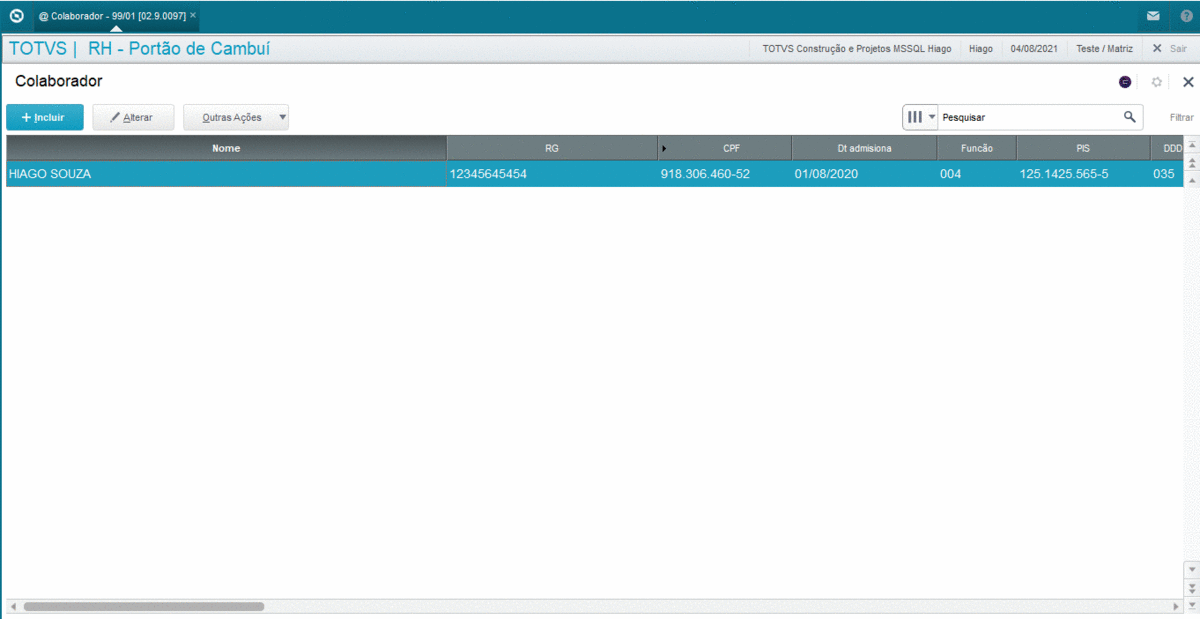 @ Colaborador - 99/01 [02.9.0097] ×
TOTVS | RH - Portão de Cambuí
TOTVS Construção e Projetos MSSQL Hiago Hiago 04/08/2021 Teste / Matriz X Sair
Colaborador
+ Incluir Alterar Outras Ações Pesquisar Filtrar
Nome RG CPF Dt admisiona Funcão PIS DDD
HIAGO SOUZA 12345645454 918.306.460-52 01/08/2020 004 125.1425.565-5 035